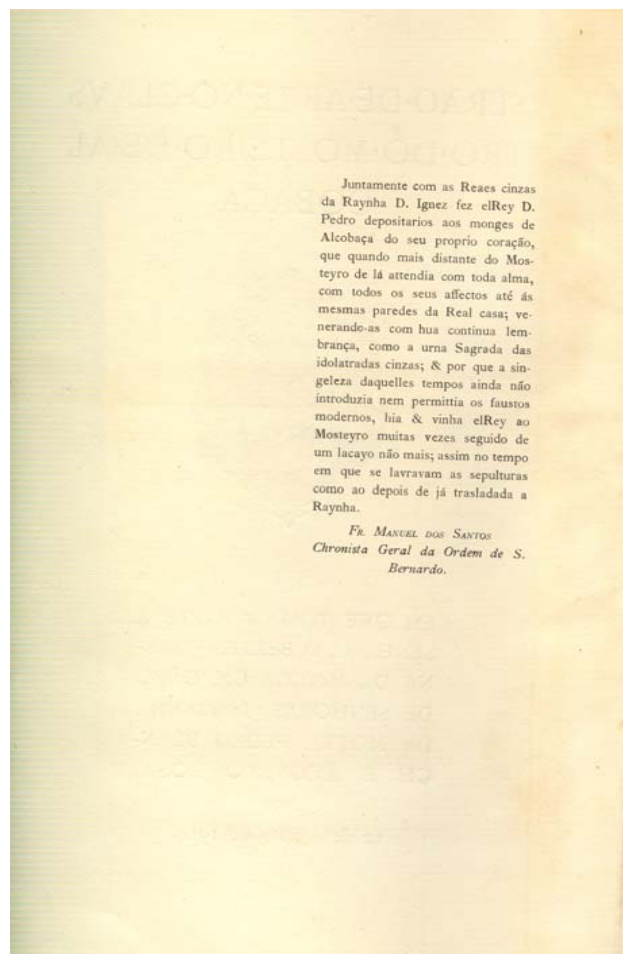 Juntamente com as Reaes cinzas
da Raynha D. Ignez fez elRey D.
Pedro depositarios aos monges de
Alcobaça do seu proprio coração,
que quando mais distante do Mos-
teyro de lá attendia com toda alma,
com todos os seus affectos até ás
mesmas paredes da Real casa; ve-
nerando-as com hua continua lem-
brança, como a urna Sagrada das
idolatradas cinzas; & por que a sin-
geleza daquelles tempos ainda não
introduzia nem permittia os faustos
modernos, hia & vinha elRey ao
Mosteyro muitas vezes seguido de
um lacayo não mais; assim no tempo
em que se lavravam as sepulturas
como ao depois de já trasladada a
Raynha.
Fr. Manuel dos Santos
Chronista Geral da Ordem de S.
Bernardo.